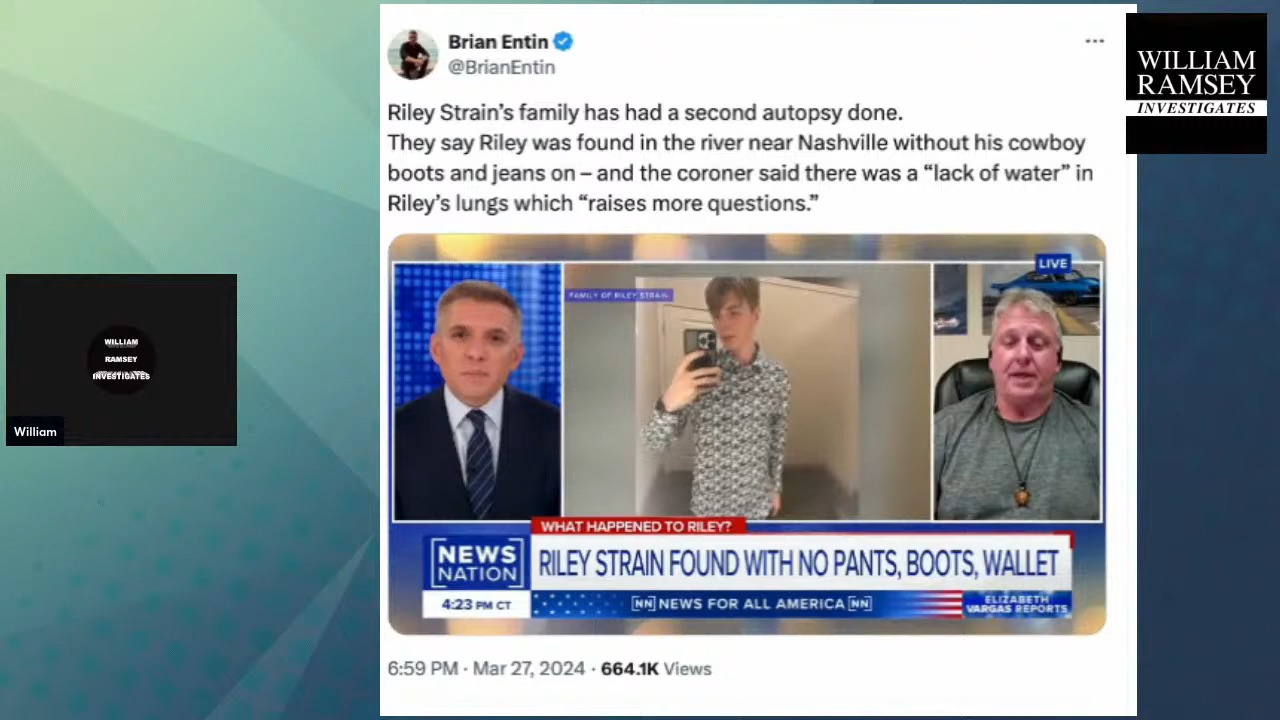 Brian Entin
@BrianEntin
Riley Strain’s family has had a second autopsy done.
They say Riley was found in the river near Nashville without his cowboy
boots and jeans on – and the coroner said there was a “lack of water” in
Riley’s lungs which “raises more questions.”
LIVE
FAMILY OF RILEY STRAIN
WHAT HAPPENED TO RILEY?
NEWS
NATION
RILEY STRAIN FOUND WITH NO PANTS, BOOTS, WALLET
4:23 PM CT
NN NEWS FOR ALL AMERICA NN
ELIZABETH
VARGAS REPORTS
6:59 PM · Mar 27, 2024 · 664.1K Views
WILLIAM
RAMSEY
INVESTIGATES
WILLIAM
RAMSEY
INVESTIGATES
William